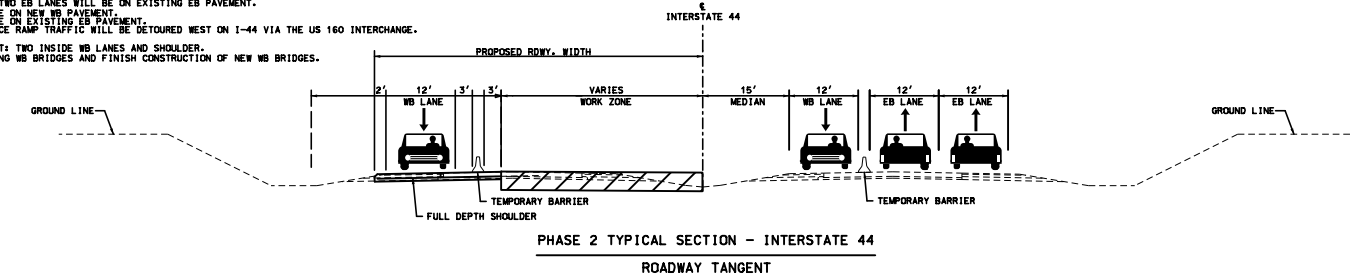 TWO EB LANES WILL BE ON EXISTING EB PAVEMENT.
E ON NEW WB PAVEMENT.
E ON EXISTING EB PAVEMENT.
CE RAMP TRAFFIC WILL BE DETOURED WEST ON I-44 VIA THE US 160 INTERCHANGE.
T: TWO INSIDE WB LANES AND SHOULDER.
NG WB BRIDGES AND FINISH CONSTRUCTION OF NEW WB BRIDGES.
℄
INTERSTATE 44
PROPOSED RDWY. WIDTH
2' 12' 3' 3' VARIES 15' 12' 12' 12'
WB LANE WORK ZONE MEDIAN WB LANE EB LANE EB LANE
GROUND LINE GROUND LINE
TEMPORARY BARRIER TEMPORARY BARRIER
FULL DEPTH SHOULDER
PHASE 2 TYPICAL SECTION - INTERSTATE 44
ROADWAY TANGENT